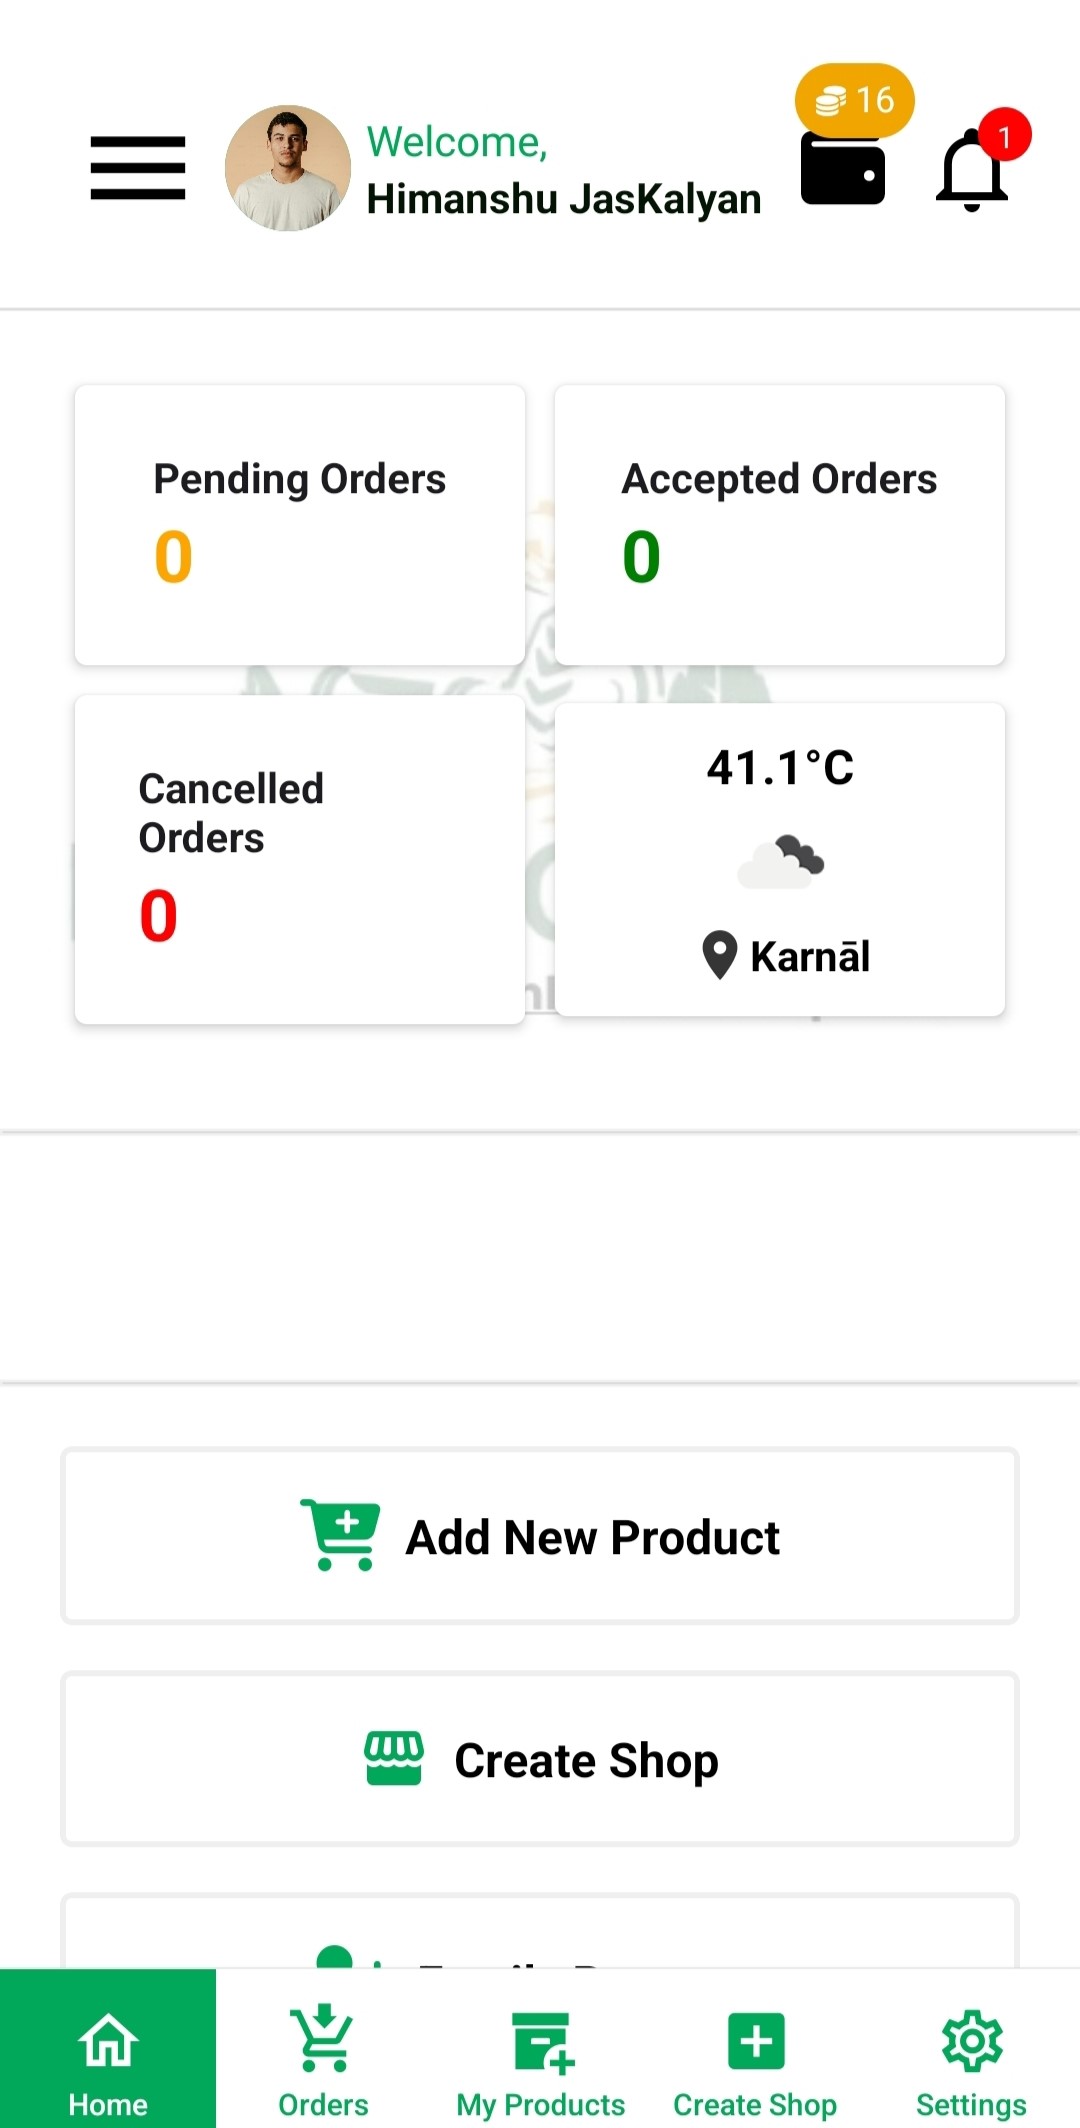 16
1
Welcome,
Himanshu JasKalyan
Pending Orders
0
Accepted Orders
0
Cancelled
Orders
0
41.1°C
Karnāl
Add New Product
Create Shop
Home
Orders
My Products
Create Shop
Settings